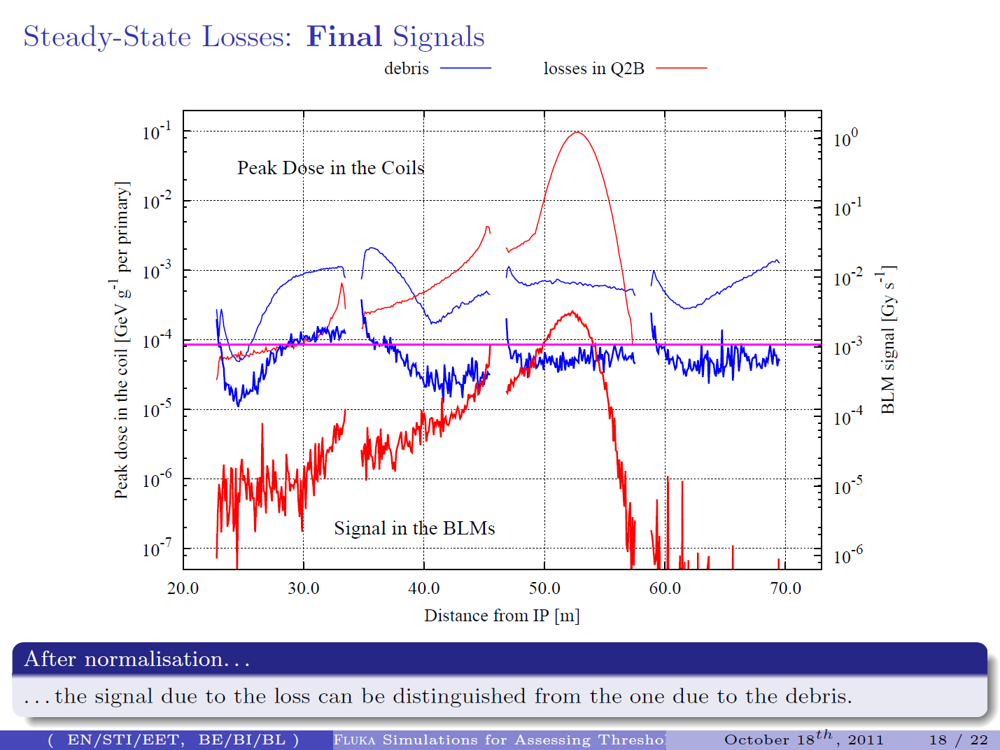 Steady-State Losses: Final Signals
debris losses in Q2B
Peak Dose in the Coils
Signal in the BLMs
Peak dose in the coil [GeV g-1 per primary]
10-1
10-2
10-3
10-4
10-5
10-6
10-7
BLM signal [Gy s-1]
100
10-1
10-2
10-3
10-4
10-5
10-6
20.0 30.0 40.0 50.0 60.0 70.0
Distance from IP [m]
After normalisation...
...the signal due to the loss can be distinguished from the one due to the debris.
( EN/STI/EET, BE/BI/BL ) FLUKA Simulations for Assessing Thresho October 18th, 2011 18 / 22